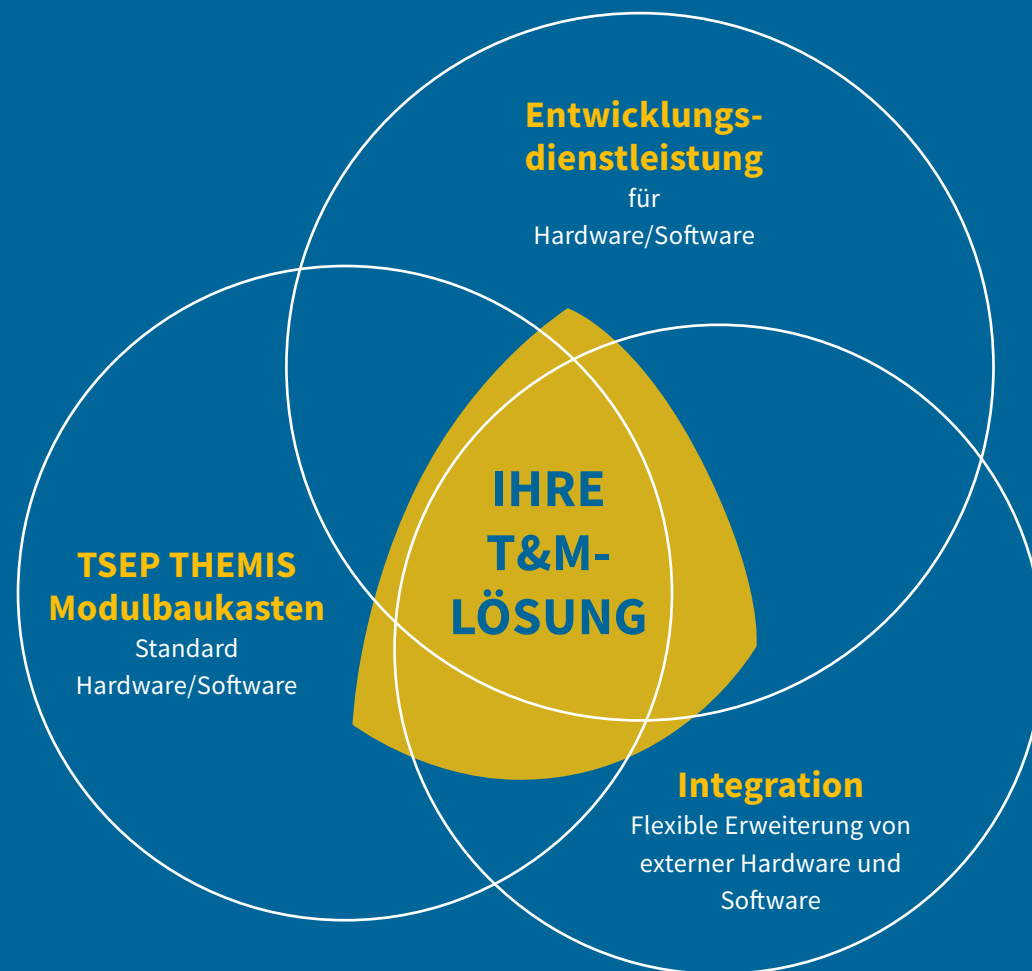 Entwicklungs-
dienstleistung
für
Hardware/Software
IHRE
T&M-
LÖSUNG
TSEP THEMIS
Modulbaukasten
Standard
Hardware/Software
Integration
Flexible Erweiterung von
externer Hardware und
Software